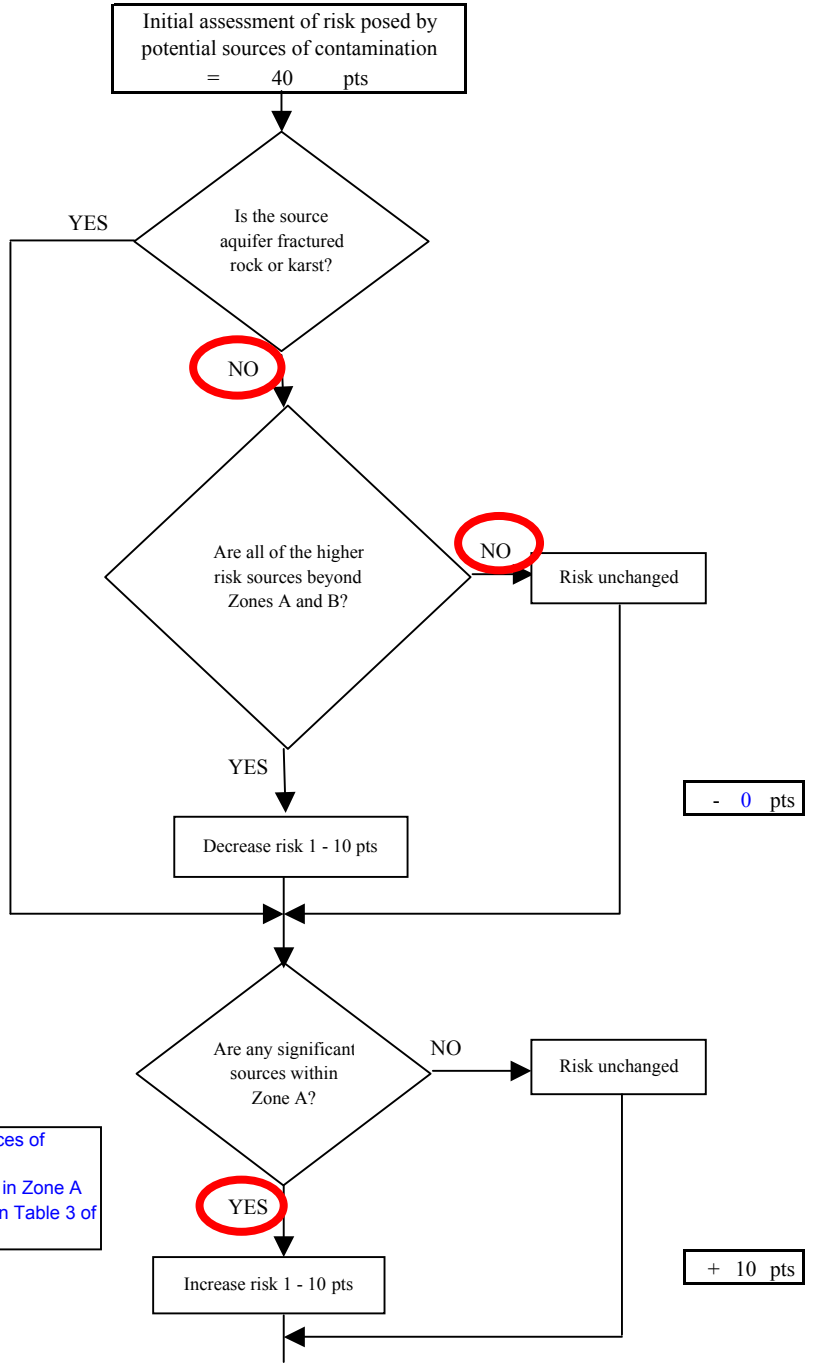 Initial assessment of risk posed by
potential sources of contamination
= 40 pts
YES
Is the source
aquifer fractured
rock or karst?
NO
Are all of the higher
risk sources beyond
Zones A and B?
NO
Risk unchanged
YES
- 0 pts
Decrease risk 1 - 10 pts
Are any significant
sources within
Zone A?
NO
Risk unchanged
of
in Zone A
Table 3 of
YES
Increase risk 1 - 10 pts
+ 10 pts